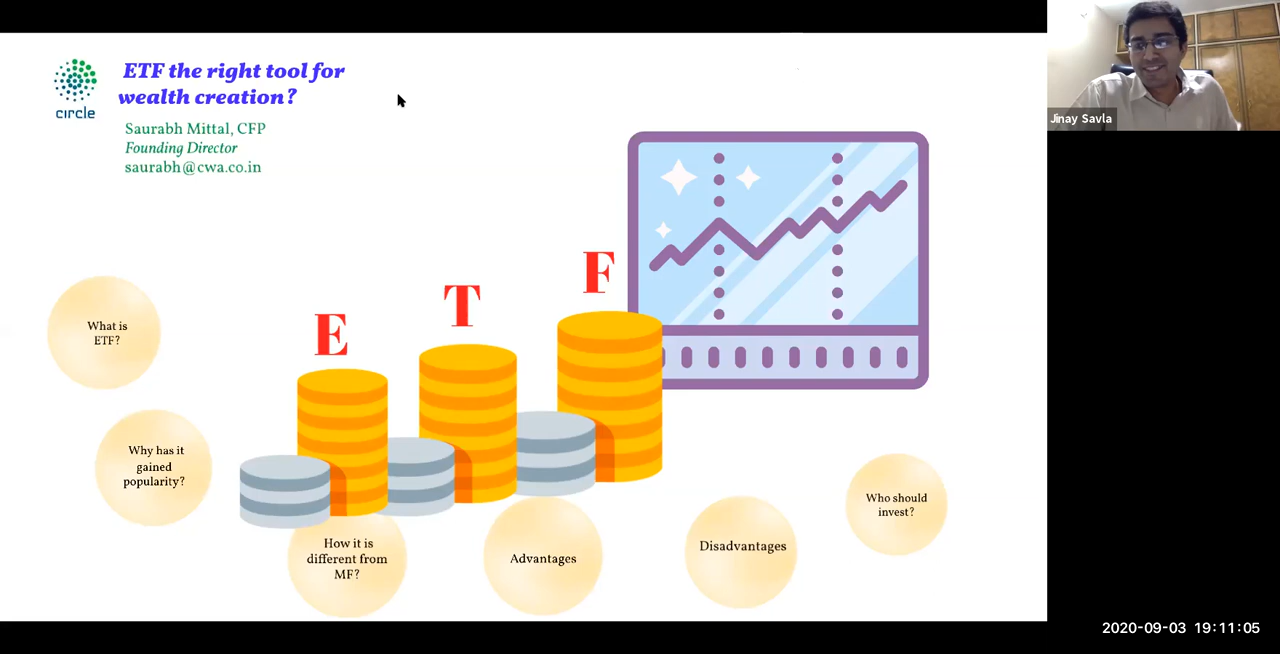 ETF the right tool for
wealth creation?
circle
Saurabh Mittal, CFP
Founding Director
saurabh@cwa.co.in
Jinay Savla
E T F
What is
ETF?
Why has it
gained
popularity?
How it is
different from
MF?
Advantages
Disadvantages
Who should
invest?
2020-09-03 19:11:05